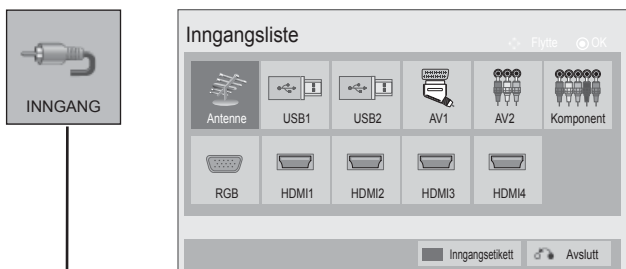 INNGANG
Inngangsliste
Flytte OK
Antenne USB1 USB2 AV1 AV2 Komponent
RGB HDMI1 HDMI2 HDMI3 HDMI4
Inngangsetikett Avslutt